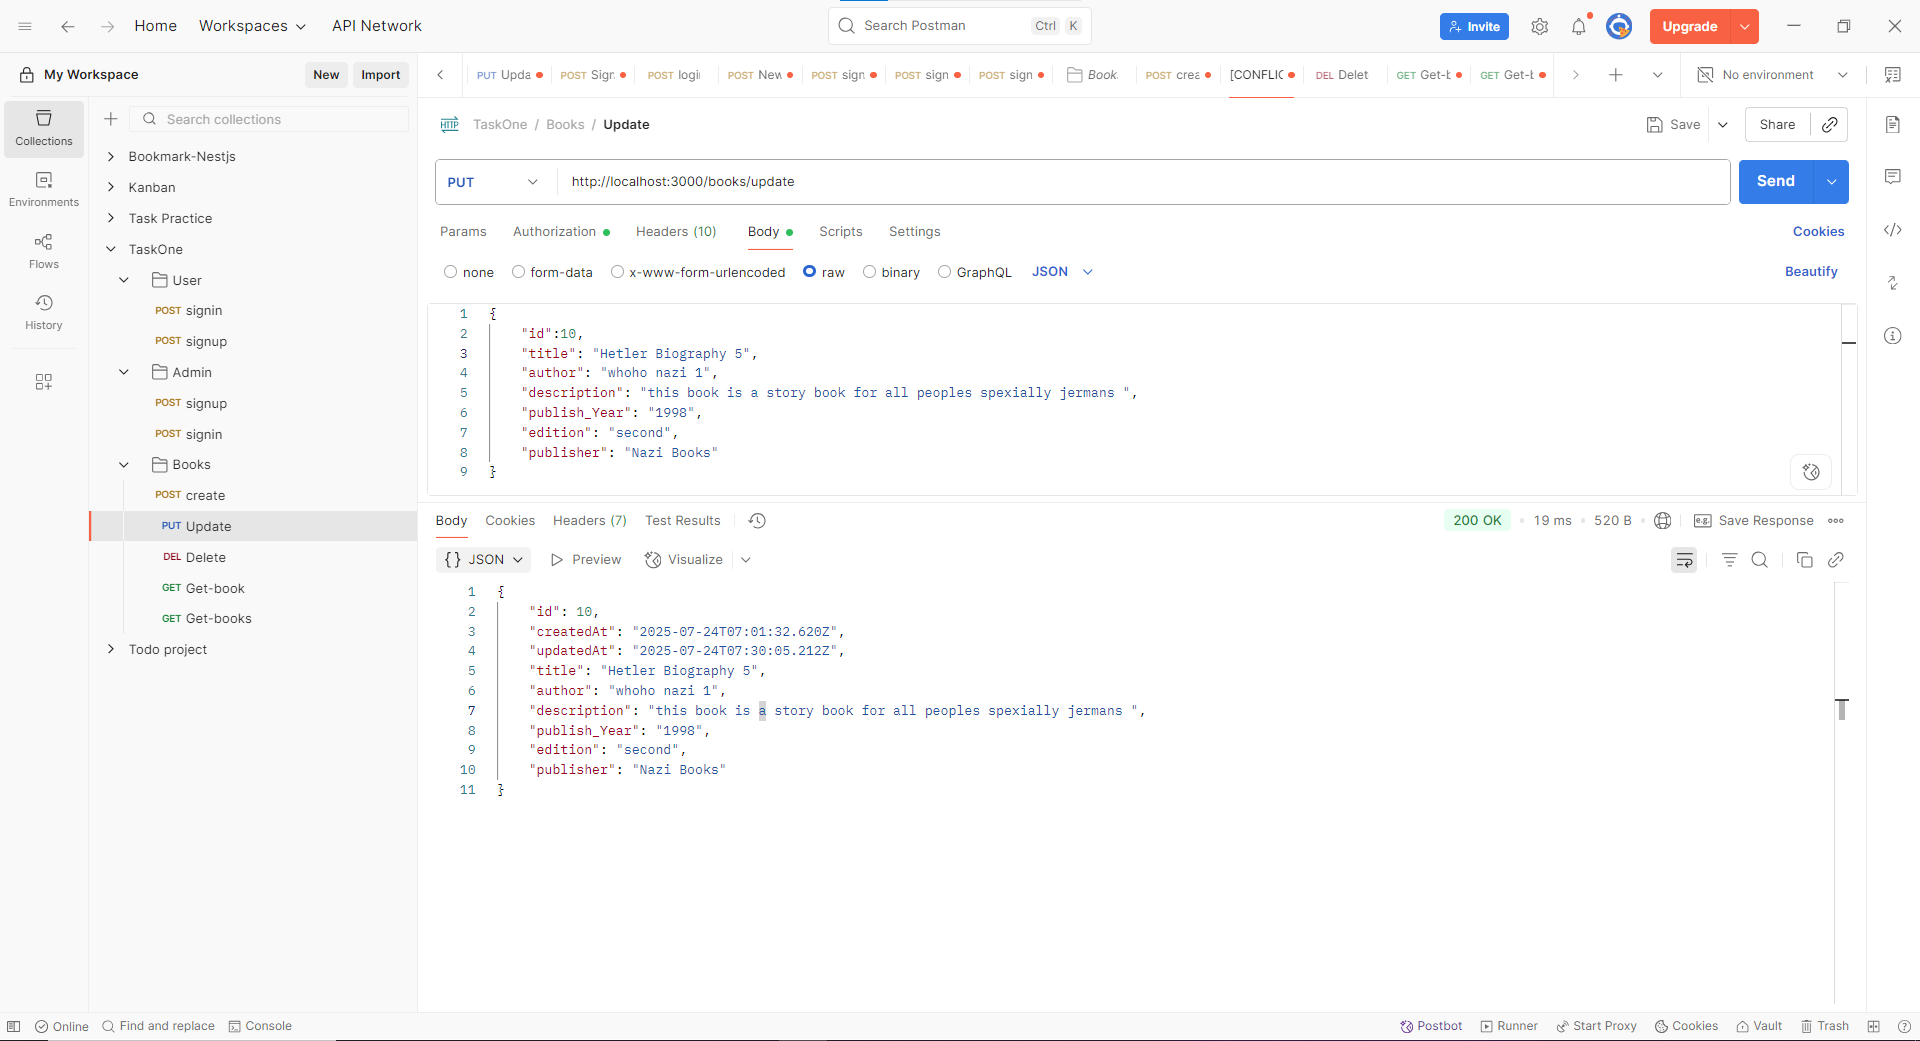 Home Workspaces API Network Search Postman Ctrl K Invite Upgrade
My Workspace New Import
PUT Upda POST Sign POST logi POST New POST sign POST sign POST sign Book POST crea [CONFLIC DEL Delet GET Get-b GET Get-b No environment
Collections
Environments
Flows
History
Search collections
Bookmark-Nestjs
Kanban
Task Practice
TaskOne
User
POST signin
POST signup
Admin
POST signup
POST signin
Books
POST create
PUT Update
DEL Delete
GET Get-book
GET Get-books
Todo project
HTTP TaskOne / Books / Update Save Share
PUT http://localhost:3000/books/update Send
Params Authorization Headers (10) Body Scripts Settings Cookies
none form-data x-www-form-urlencoded raw binary GraphQL JSON Beautify
1 {
2 "id":10,
3 "title": "Hetler Biography 5",
4 "author": "whoho nazi 1",
5 "description": "this book is a story book for all peoples spexially jermans ",
6 "publish_Year": "1998",
7 "edition": "second",
8 "publisher": "Nazi Books"
9 }
Body Cookies Headers (7) Test Results 200 OK 19 ms 520 B e.g. Save Response
{} JSON Preview Visualize
1 {
2 "id": 10,
3 "createdAt": "2025-07-24T07:01:32.620Z",
4 "updatedAt": "2025-07-24T07:30:05.212Z",
5 "title": "Hetler Biography 5",
6 "author": "whoho nazi 1",
7 "description": "this book is a story book for all peoples spexially jermans ",
8 "publish_Year": "1998",
9 "edition": "second",
10 "publisher": "Nazi Books"
11 }
Online Find and replace Console Postbot Runner Start Proxy Cookies Vault Trash